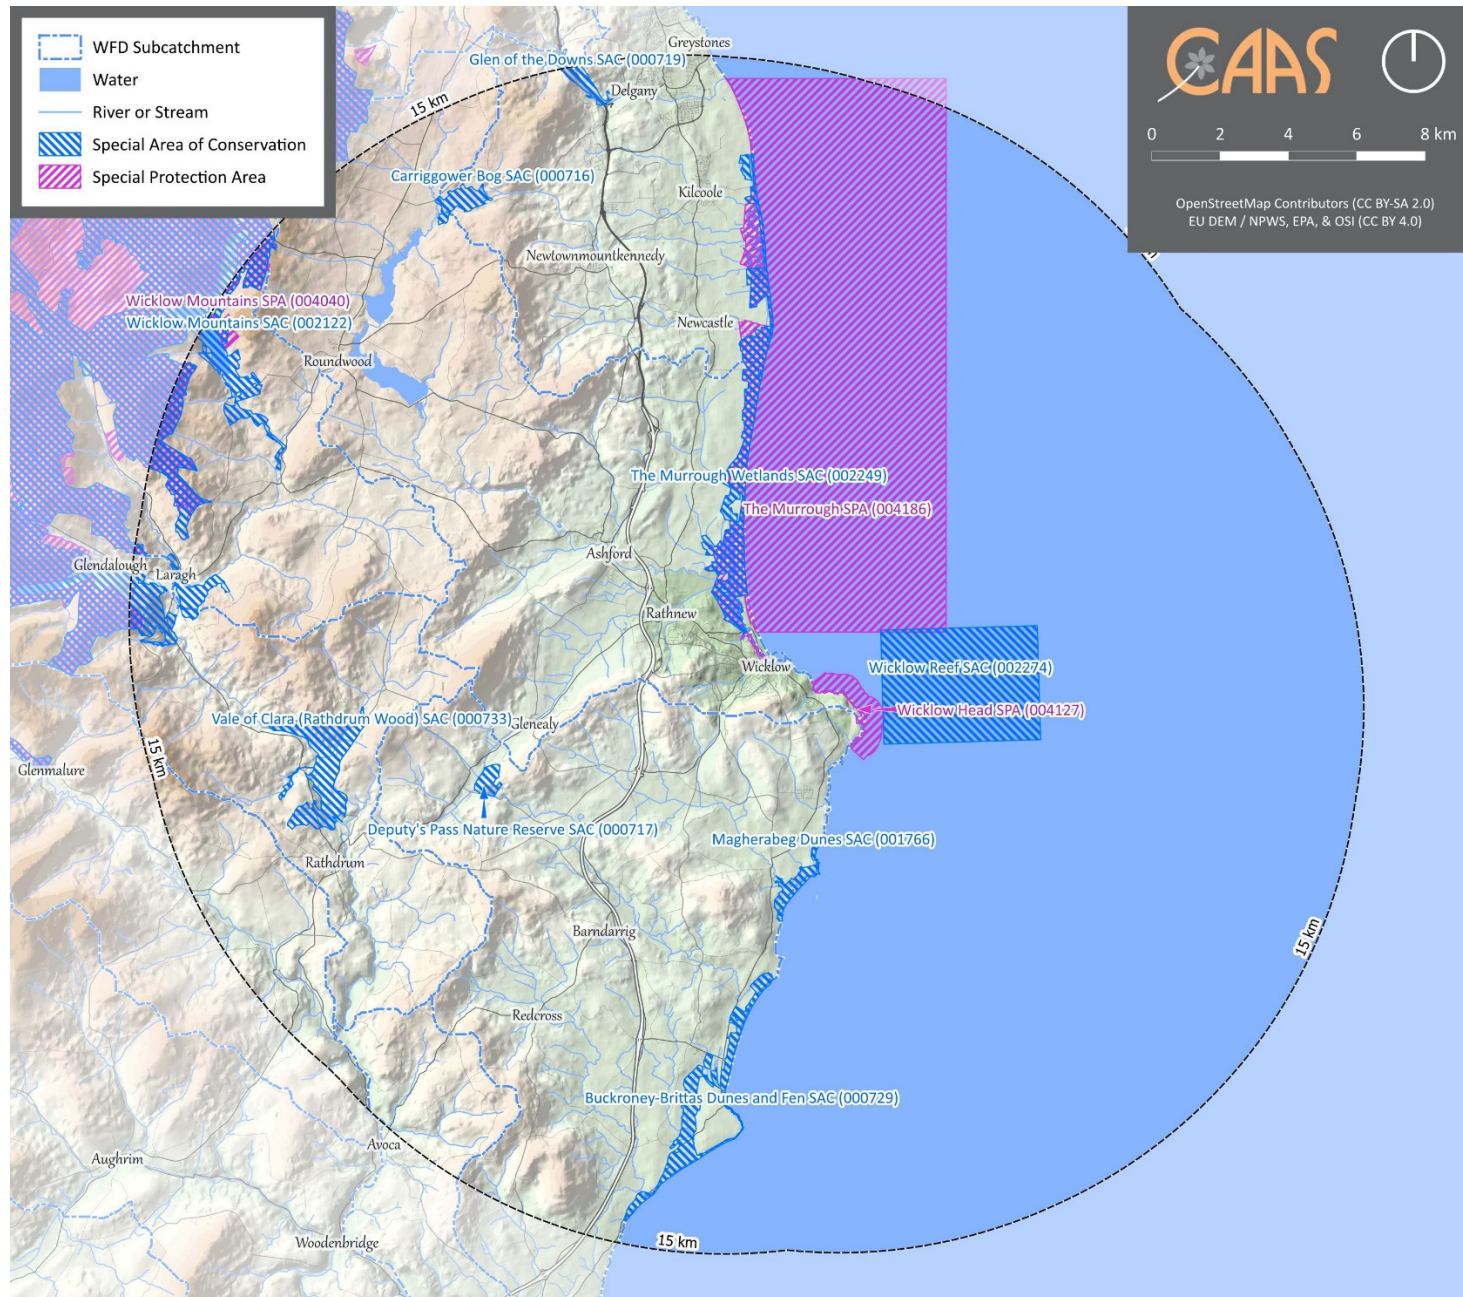 WFD Subcatchment
Water
River or Stream
Special Area of Conservation
Special Protection Area
CAAS
0 2 4 6 8 km
OpenStreetMap Contributors (CC BY-SA 2.0)
EU DEM / NPWS, EPA, & OSI (CC BY 4.0)
Greystones
Glen of the Downs SAC (000719)
Delgany
15 km
Carriggower Bog SAC (000716)
Kilcoole
Newtownmountkennedy
Wicklow Mountains SPA (004040)
Wicklow Mountains SAC (002122)
Newcastle
Roundwood
The Murrough Wetlands SAC (002249)
The Murrough SPA (004186)
Ashford
Glendalough
Laragh
Rathnew
Wicklow
Wicklow Reef SAC (002274)
Wicklow Head SPA (004127)
Vale of Clara (Rathdrum Wood) SAC (000733)
Glenealy
15 km
Glenmalure
Deputy's Pass Nature Reserve SAC (000717)
Magherabeg Dunes SAC (001766)
Rathdrum
Barndarrig
15 km
Redcross
Buckroney-Brittas Dunes and Fen SAC (000729)
Avoca
Aughrim
Woodenbridge
15 km